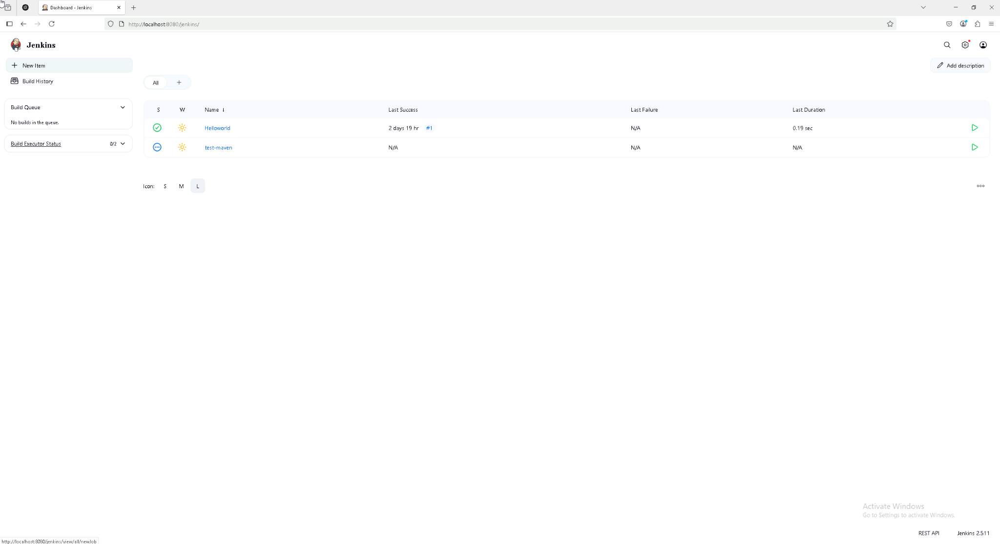 Dashboard - Jenkins
http://localhost:8080/jenkins/
Jenkins
New Item
Add description
Build History
All
Build Queue
No builds in the queue.
Build Executor Status 0/2
S W Name ↓ Last Success Last Failure Last Duration
Helloworld 2 days 19 hr #1 N/A 0.19 sec
test-maven N/A N/A N/A
Icon: S M L
Activate Windows
Go to Settings to activate Windows.
REST API Jenkins 2.511
http://localhost:8080/jenkins/view/all/newJob